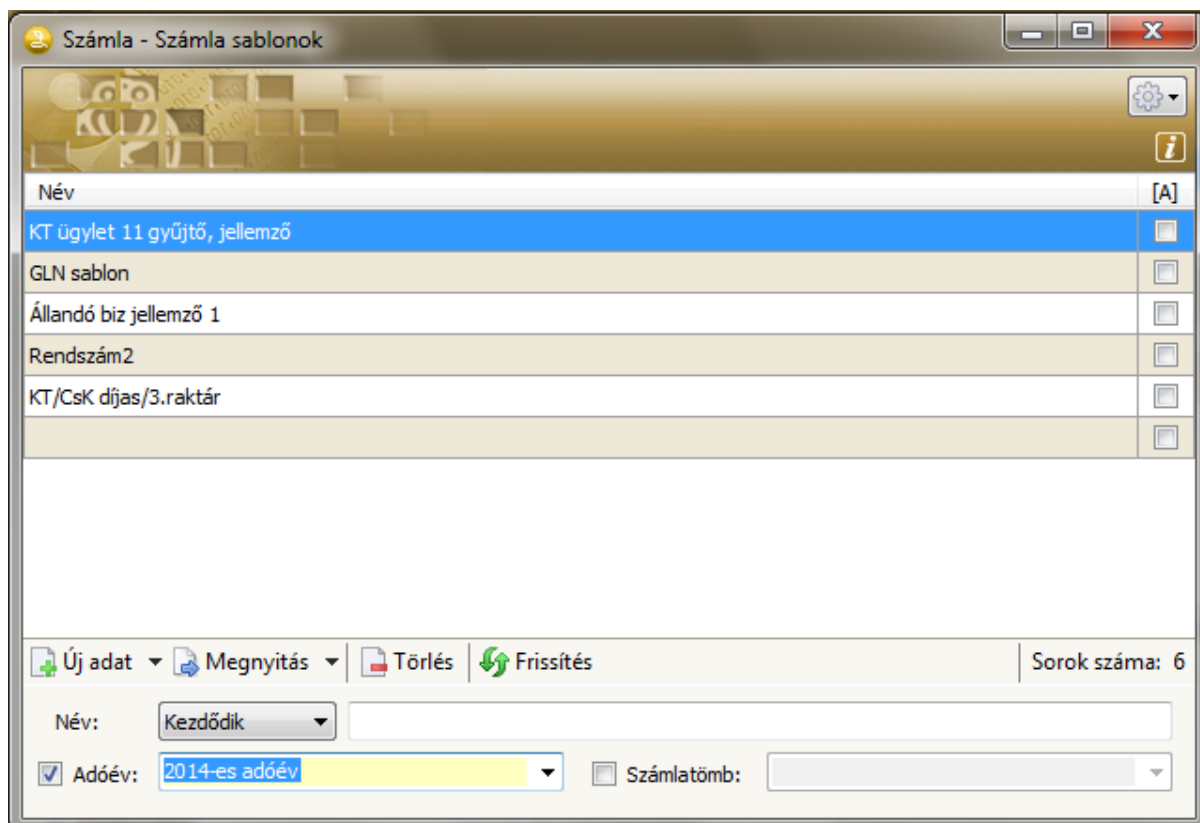 Számla - Számla sablonok
Név [A]
KT ügylet 11 gyűjtő, jellemző
GLN sablon
Állandó biz jellemző 1
Rendszám2
KT/CsK díjas/3.raktár
Új adat Megnyitás Törlés Frissítés Sorok száma: 6
Név: Kezdődik
Adóév: 2014-es adóév Számlatömb: